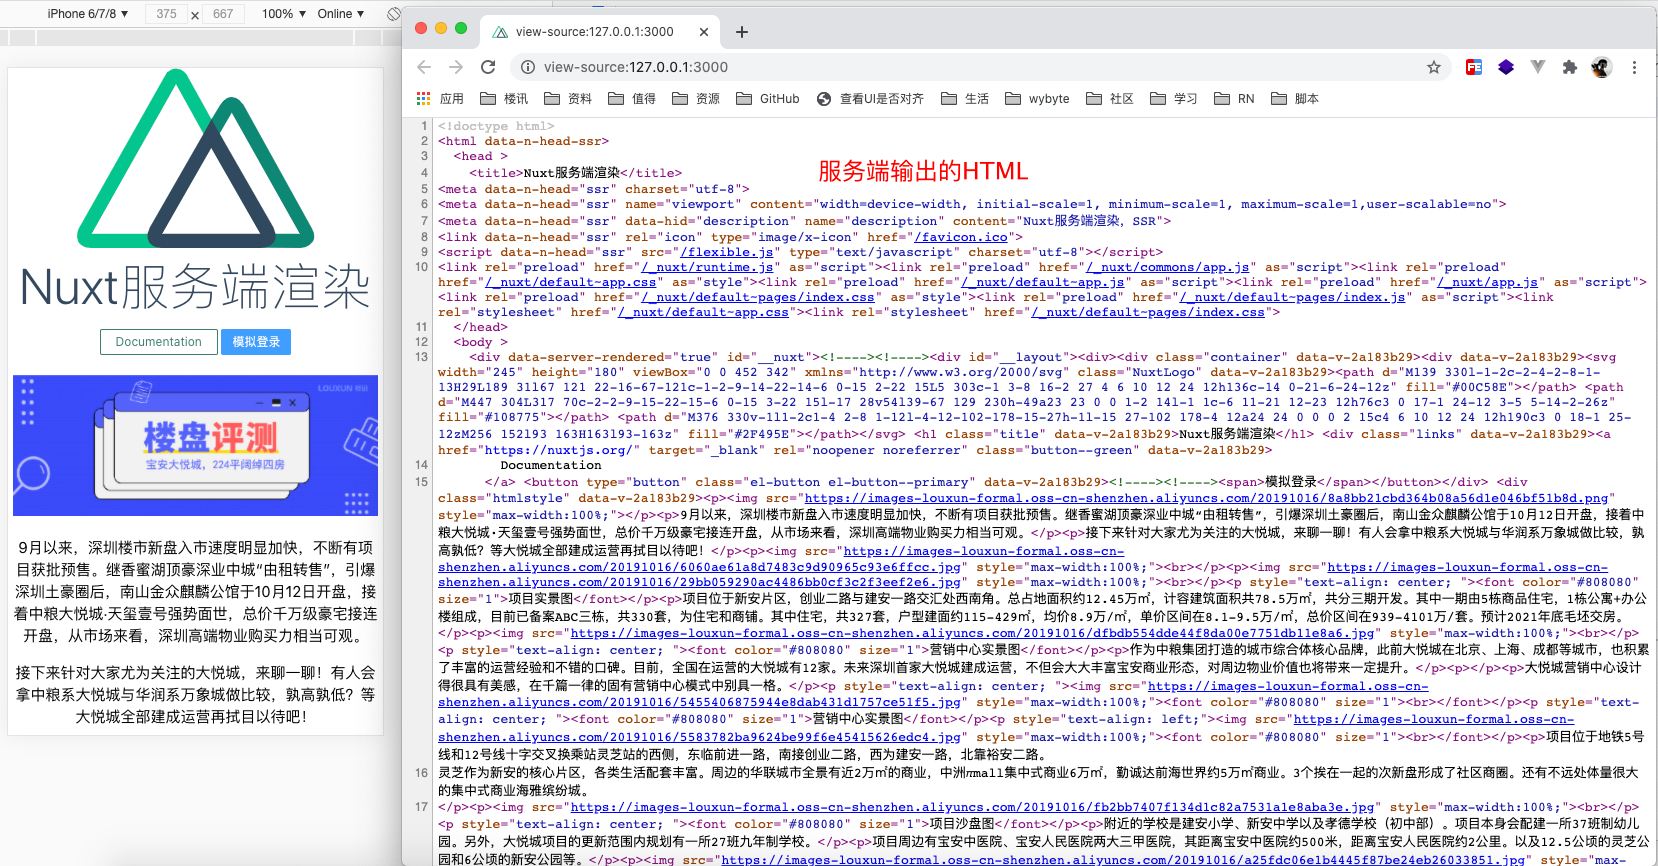 iPhone 6/7/8 ▼ 375 × 667 100% ▼ Online ▼
Nuxt服务端渲染
Documentation 模拟登录
LOUXUN 楼讯
楼盘评测
宝安大悦城，224平阔绰四房
9月以来，深圳楼市新盘入市速度明显加快，不断有项
目获批预售。继香蜜湖顶豪深业中城“由租转售”，引爆
深圳土豪圈后，南山金众麒麟公馆于10月12日开盘，接
着中粮天悦城·天玺壹号强势面世，总价千万级豪宅接连
开盘，从市场来看，深圳高端物业购买力相当可观。
接下来针对大家尤为关注的大悦城，来聊一聊！有人会
拿中粮系大悦城与华润系万象城做比较，孰高孰低？等
大悦城全部建成运营再拭目以待吧！
view-source:127.0.0.1:3000
view-source:127.0.0.1:3000
应用 楼讯 资料 值得 资源 GitHub 查看UI是否对齐 生活 wybyte 社区 学习 RN 脚本
服务端输出的HTML
1 <!doctype html>
2 <html data-n-head-ssr>
3 <head >
4 <title>Nuxt服务端渲染</title>
5 <meta data-n-head="ssr" charset="utf-8">
6 <meta data-n-head="ssr" name="viewport" content="width=device-width, initial-scale=1, minimum-scale=1, maximum-scale=1,user-scalable=no">
7 <meta data-n-head="ssr" data-hid="description" name="description" content="Nuxt服务端渲染，SSR">
8 <link data-n-head="ssr" rel="icon" type="image/x-icon" href="/favicon.ico">
9 <script data-n-head="ssr" src="/flexible.js" type="text/javascript" charset="utf-8"></script>
10 <link rel="preload" href="/_nuxt/runtime.js" as="script"><link rel="preload" href="/_nuxt/commons/app.js" as="script"><link rel="preload"
href="/_nuxt/default~app.css" as="style"><link rel="preload" href="/_nuxt/default~app.js" as="script"><link rel="preload" href="/_nuxt/app.js" as="script">
<link rel="preload" href="/_nuxt/default~pages/index.css" as="style"><link rel="preload" href="/_nuxt/default~pages/index.js" as="script"><link
rel="stylesheet" href="/_nuxt/default~app.css"><link rel="stylesheet" href="/_nuxt/default~pages/index.css">
11 </head>
12 <body >
13 <div data-server-rendered="true" id="__nuxt"><!----><!----><div id="__layout"><div><div class="container" data-v-2a183b29><div data-v-2a183b29><svg
width="245" height="180" viewBox="0 0 452 342" xmlns="http://www.w3.org/2000/svg" class="NuxtLogo" data-v-2a183b29><path d="M139 330l-1-2c-2-4-2-8-1-
13H29L189 31l67 121 22-16-67-121c-1-2-9-14-22-14-6 0-15 2-22 15L5 303c-1 3-8 16-2 27 4 6 10 12 24 12h136c-14 0-21-6-24-12z" fill="#00C58E"></path> <path
d="M447 304L317 70c-2-2-9-15-22-15-6 0-15 3-22 15l-17 28v54l39-67 129 230h-49a23 23 0 0 1-2 14l-1 1c-6 11-21 12-23 12h76c3 0 17-1 24-12 3-5 5-14-2-26z"
fill="#108775"></path> <path d="M376 330v-1l1-2c1-4 2-8 1-12l-4-12-102-178-15-27h-1l-15 27-102 178-4 12a24 24 0 0 0 2 15c4 6 10 12 24 12h190c3 0 18-1 25-
12zM256 152l93 163H163l93-163z" fill="#2F495E"></path></svg> <h1 class="title" data-v-2a183b29>Nuxt服务端渲染</h1> <div class="links" data-v-2a183b29><a
href="https://nuxtjs.org/" target="_blank" rel="noopener noreferrer" class="button--green" data-v-2a183b29>
14 Documentation
15 </a> <button type="button" class="el-button el-button--primary" data-v-2a183b29><!----><!----><span>模拟登录</span></button></div> <div
class="htmlstyle" data-v-2a183b29><p><img src="https://images-louxun-formal.oss-cn-shenzhen.aliyuncs.com/20191016/8a8bb21cbd364b08a56d1e046bf51b8d.png"
style="max-width:100%;"></p><p>9月以来，深圳楼市新盘入市速度明显加快，不断有项目获批预售。继香蜜湖顶豪深业中城“由租转售”，引爆深圳土豪圈后，南山金众麒麟公馆于10月12日开盘，接着中
粮大悦城·天玺壹号强势面世，总价千万级豪宅接连开盘，从市场来看，深圳高端物业购买力相当可观。</p><p>接下来针对大家尤为关注的大悦城，来聊一聊！有人会拿中粮系大悦城与华润系万象城做比较，孰
高孰低？等大悦城全部建成运营再拭目以待吧！</p><p><img src="https://images-louxun-formal.oss-cn-
shenzhen.aliyuncs.com/20191016/6060ae61a8d7483c9d90965c93e6ffcc.jpg" style="max-width:100%;"><br></p><p><img src="https://images-louxun-formal.oss-cn-
shenzhen.aliyuncs.com/20191016/29bb059290ac4486bb0cf3c2f3eef2e6.jpg" style="max-width:100%;"><br></p><p style="text-align: center; "><font color="#808080"
size="1">项目实景图</font></p><p>项目位于新安片区，创业二路与建安一路交汇处西南角。总占地面积约12.45万㎡，计容建筑面积共78.5万㎡，共分三期开发。其中一期由5栋商品住宅，1栋公寓+办公
楼组成，目前已备案ABC三栋，共330套，为住宅和商铺。其中住宅，共327套，户型建面约115-429㎡，均价8.9万/㎡，单价区间在8.1-9.5万/㎡，总价区间在939-4101万/套。预计2021年底毛坯交房。
</p><p><img src="https://images-louxun-formal.oss-cn-shenzhen.aliyuncs.com/20191016/dfbdb554dde44f8da00e7751db11e8a6.jpg" style="max-width:100%;"><br></p>
<p style="text-align: center; "><font color="#808080" size="1">营销中心实景图</font></p><p>作为中粮集团打造的城市综合体核心品牌，此前大悦城在北京、上海、成都等城市，也积累
了丰富的运营经验和不错的口碑。目前，全国在运营的大悦城有12家。未来深圳首家大悦城建成运营，不但会大大丰富宝安商业形态，对周边物业价值也将带来一定提升。</p><p></p><p>大悦城营销中心设计
得很具有美感，在千篇一律的固有营销中心模式中别具一格。</p><p style="text-align: center; "><img src="https://images-louxun-formal.oss-cn-
shenzhen.aliyuncs.com/20191016/5455406875944e8dab431d1757ce51f5.jpg" style="max-width:100%;"><font color="#808080" size="1"><br></font></p><p style="text-
align: center; "><font color="#808080" size="1">营销中心实景图</font></p><p style="text-align: left;"><img src="https://images-louxun-formal.oss-cn-
shenzhen.aliyuncs.com/20191016/5583782ba9624be99f6e45415626edc4.jpg" style="max-width:100%;"><font color="#808080" size="1"><br></font></p><p>项目位于地铁5号
线和12号线十字交叉换乘站灵芝站的西侧，东临前进一路，南接创业二路，西为建安一路，北靠裕安二路。
16 灵芝作为新安的核心片区，各类生活配套丰富。周边的华联城市全景有近2万㎡的商业，中洲πmall集中式商业6万㎡，勤诚达前海世界约5万㎡商业。3个挨在一起的次新盘形成了社区商圈。还有不远处体量很大
的集中式商业海雅缤纷城。
17 </p><p><img src="https://images-louxun-formal.oss-cn-shenzhen.aliyuncs.com/20191016/fb2bb7407f134d1c82a7531a1e8aba3e.jpg" style="max-width:100%;"><br></p>
<p style="text-align: center; "><font color="#808080" size="1">项目沙盘图</font></p><p>附近的学校是建安小学、新安中学以及孝德学校（初中部）。项目本身会配建一所37班制幼儿
园。另外，大悦城项目的更新范围内规划有一所27班九年制学校。</p><p>项目周边有宝安中医院、宝安人民医院两大三甲医院，其距离宝安中医院约500米，距离宝安人民医院约2公里。以及12.5公顷的灵芝公
园和6公顷的新安公园等。</p><p><img src="https://images-louxun-formal.oss-cn-shenzhen.aliyuncs.com/20191016/a25fdc06e1b4445f87be24eb26033851.jpg" style="max-